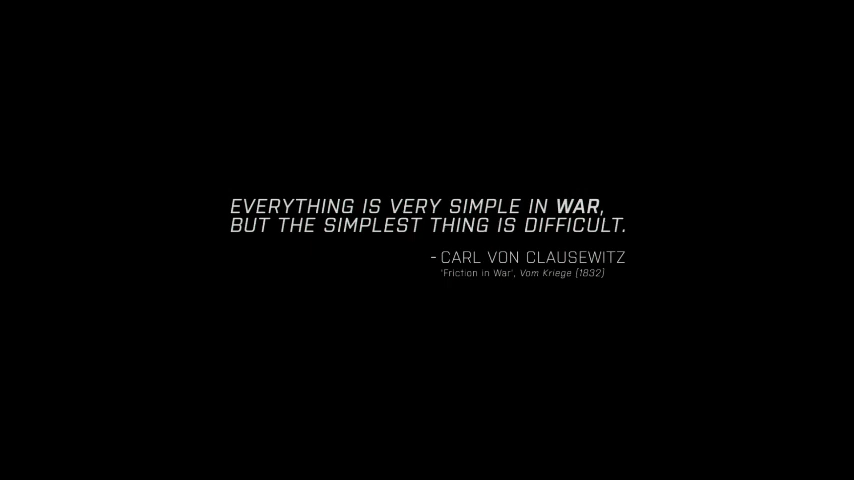 EVERYTHING IS VERY SIMPLE IN WAR,
BUT THE SIMPLEST THING IS DIFFICULT.
- CARL VON CLAUSEWITZ
'Friction in War', Vom Kriege (1832)